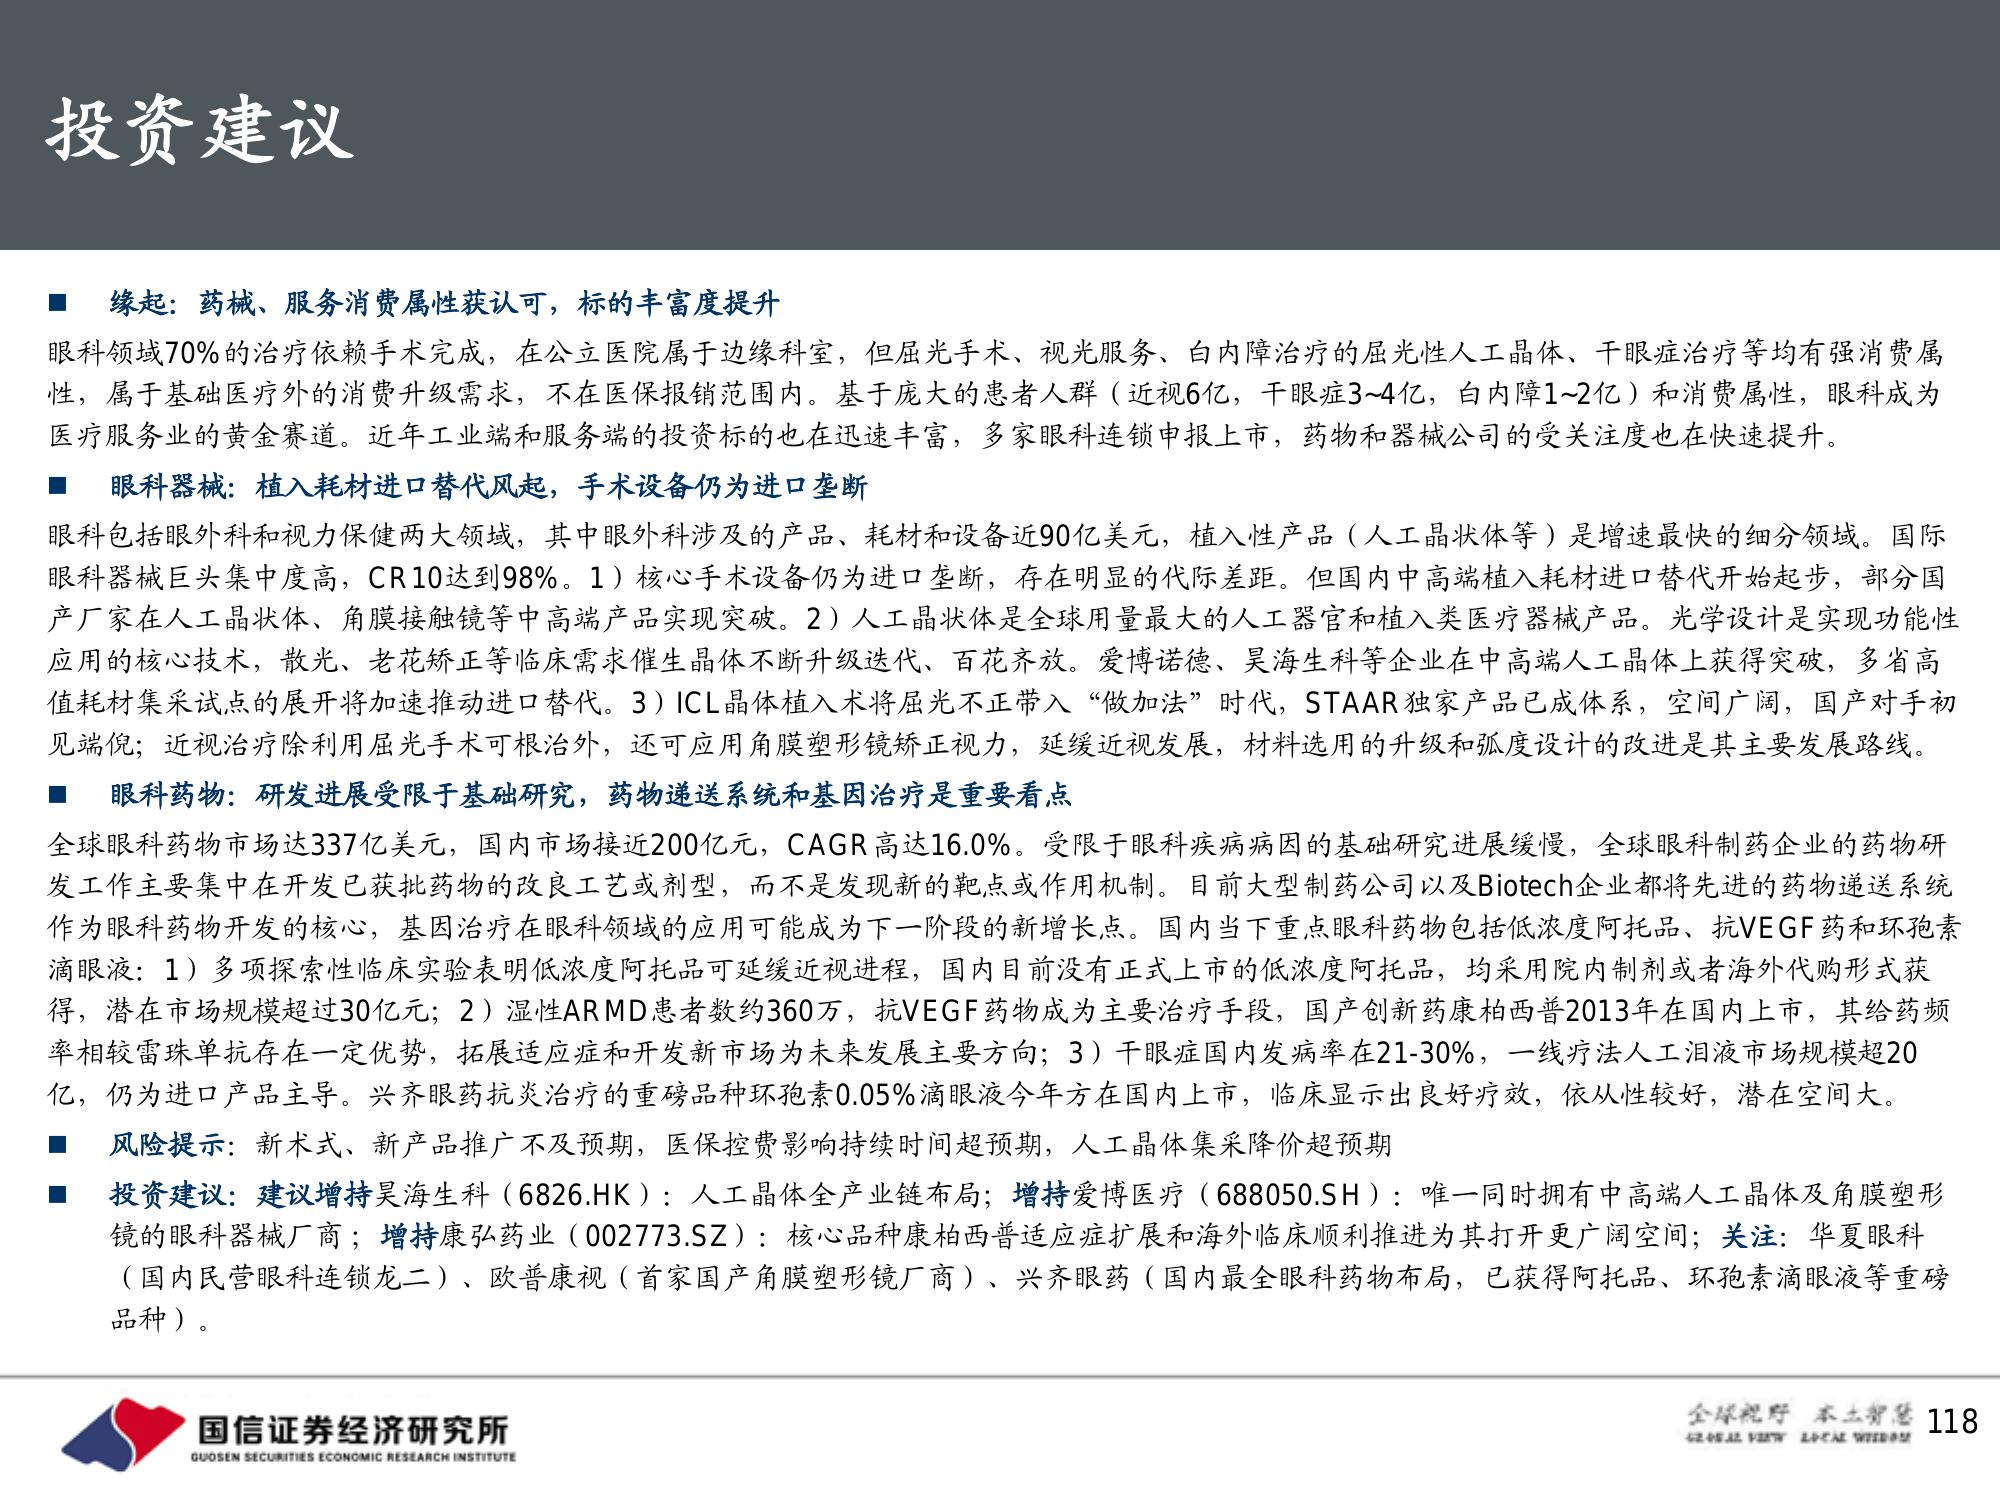 投资建议
■ 缘起：药械、服务消费属性获认可，标的丰富度提升
眼科领域70%的治疗依赖手术完成，在公立医院属于边缘科室，但屈光手术、视光服务、白内障治疗的屈光性人工晶体、干眼症治疗等均有强消费属
性，属于基础医疗外的消费升级需求，不在医保报销范围内。基于庞大的患者人群（近视6亿，干眼症3~4亿，白内障1~2亿）和消费属性，眼科成为
医疗服务业的黄金赛道。近年工业端和服务端的投资标的也在迅速丰富，多家眼科连锁申报上市，药物和器械公司的受关注度也在快速提升。
■ 眼科器械：植入耗材进口替代风起，手术设备仍为进口垄断
眼科包括眼外科和视力保健两大领域，其中眼外科涉及的产品、耗材和设备近90亿美元，植入性产品（人工晶状体等）是增速最快的细分领域。国际
眼科器械巨头集中度高，CR10达到98%。1）核心手术设备仍为进口垄断，存在明显的代际差距。但国内中高端植入耗材进口替代开始起步，部分国
产厂家在人工晶状体、角膜接触镜等中高端产品实现突破。2）人工晶状体是全球用量最大的人工器官和植入类医疗器械产品。光学设计是实现功能性
应用的核心技术，散光、老花矫正等临床需求催生晶体不断升级迭代、百花齐放。爱博诺德、昊海生科等企业在中高端人工晶体上获得突破，多省高
值耗材集采试点的展开将加速推动进口替代。3）ICL晶体植入术将屈光不正带入“做加法”时代，STAAR独家产品已成体系，空间广阔，国产对手初
见端倪；近视治疗除利用屈光手术可根治外，还可应用角膜塑形镜矫正视力，延缓近视发展，材料选用的升级和弧度设计的改进是其主要发展路线。
■ 眼科药物：研发进展受限于基础研究，药物递送系统和基因治疗是重要看点
全球眼科药物市场达337亿美元，国内市场接近200亿元，CAGR高达16.0%。受限于眼科疾病病因的基础研究进展缓慢，全球眼科制药企业的药物研
发工作主要集中在开发已获批药物的改良工艺或剂型，而不是发现新的靶点或作用机制。目前大型制药公司以及Biotech企业都将先进的药物递送系统
作为眼科药物开发的核心，基因治疗在眼科领域的应用可能成为下一阶段的新增长点。国内当下重点眼科药物包括低浓度阿托品、抗VEGF药和环孢素
滴眼液：1）多项探索性临床实验表明低浓度阿托品可延缓近视进程，国内目前没有正式上市的低浓度阿托品，均采用院内制剂或者海外代购形式获
得，潜在市场规模超过30亿元；2）湿性ARMD患者数约360万，抗VEGF药物成为主要治疗手段，国产创新药康柏西普2013年在国内上市，其给药频
率相较雷珠单抗存在一定优势，拓展适应症和开发新市场为未来发展主要方向；3）干眼症国内发病率在21-30%，一线疗法人工泪液市场规模超20
亿，仍为进口产品主导。兴齐眼药抗炎治疗的重磅品种环孢素0.05%滴眼液今年方在国内上市，临床显示出良好疗效，依从性较好，潜在空间大。
■ 风险提示：新术式、新产品推广不及预期，医保控费影响持续时间超预期，人工晶体集采降价超预期
■ 投资建议：建议增持昊海生科（6826.HK）：人工晶体全产业链布局；增持爱博医疗（688050.SH）：唯一同时拥有中高端人工晶体及角膜塑形
镜的眼科器械厂商；增持康弘药业（002773.SZ）：核心品种康柏西普适应症扩展和海外临床顺利推进为其打开更广阔空间；关注：华夏眼科
（国内民营眼科连锁龙二）、欧普康视（首家国产角膜塑形镜厂商）、兴齐眼药（国内最全眼科药物布局，已获得阿托品、环孢素滴眼液等重磅
品种）。
国信证券经济研究所
GUOSEN SECURITIES ECONOMIC RESEARCH INSTITUTE
全球视野 本土智慧
GLOBAL VIEW LOCAL WISDOM
118